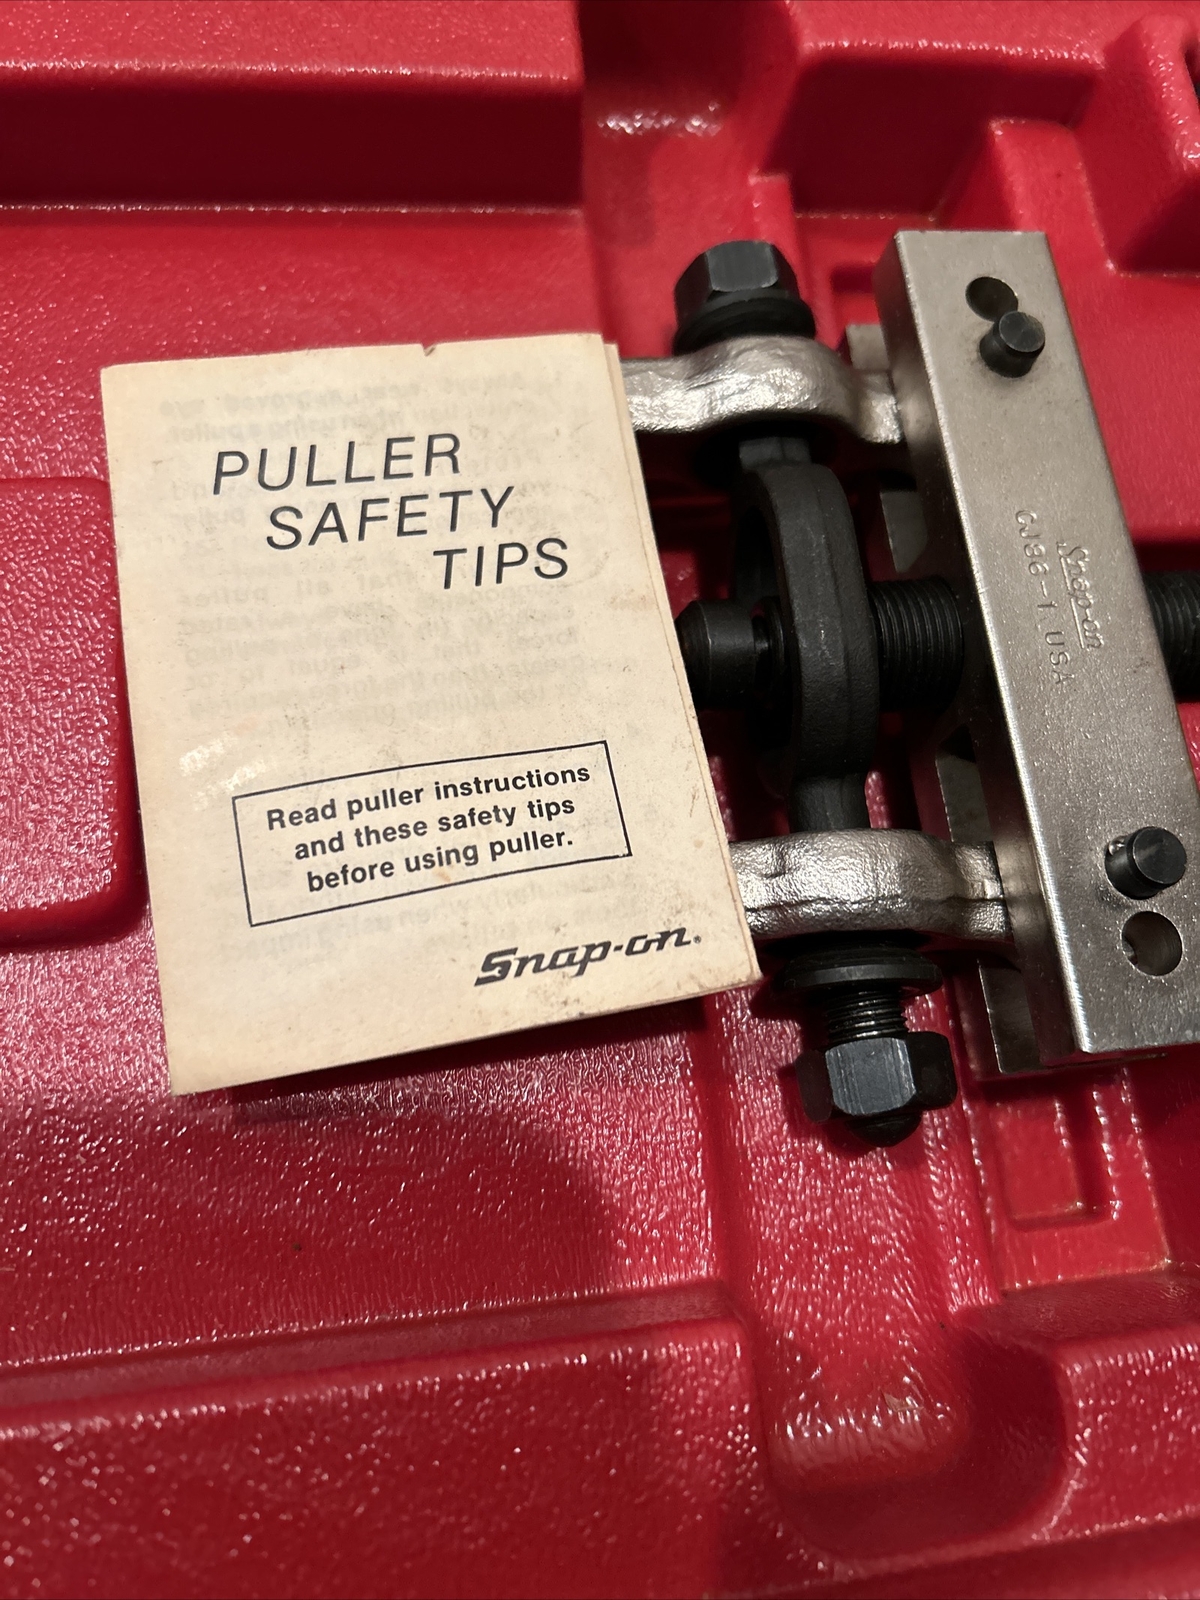 PULLER
SAFETY
TIPS
Read puller instructions
and these safety tips
before using puller.
Snap-on®
Snap-on
CJ86-1 USA